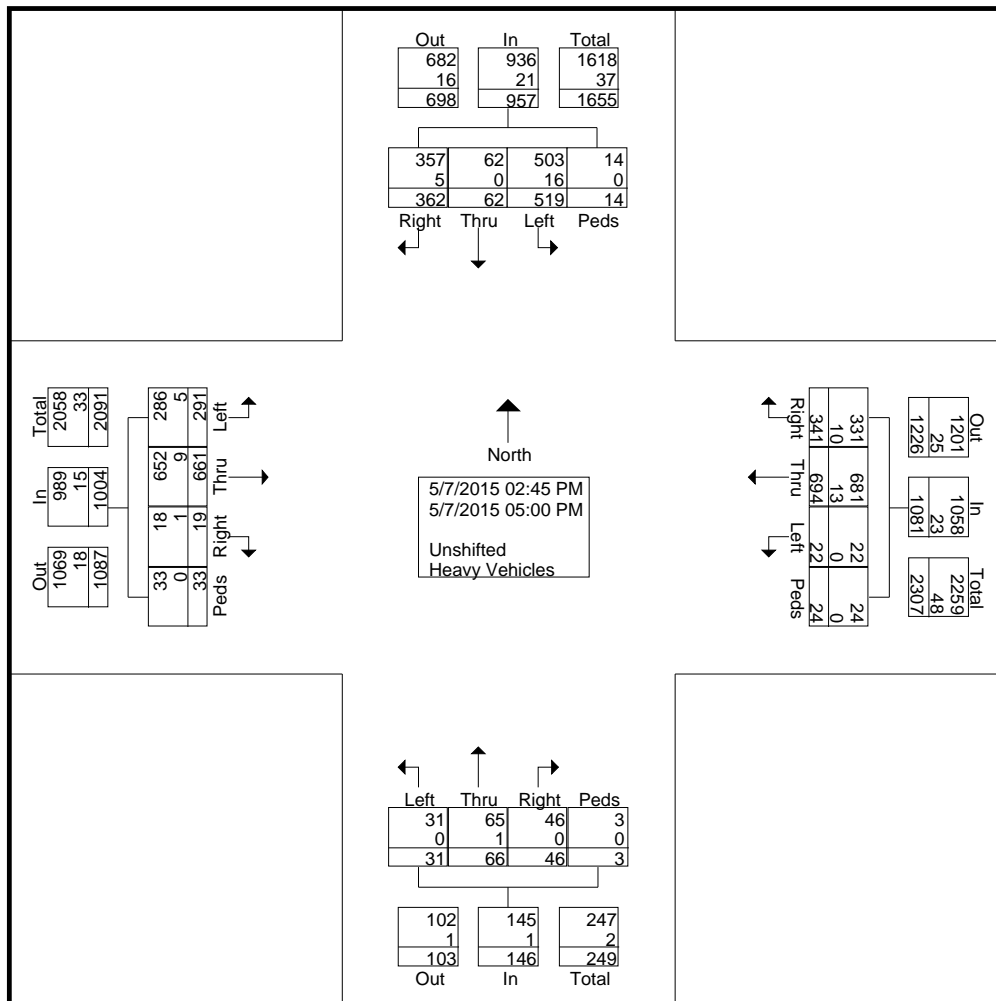 Out In Total
682 936 1618
16 21 37
698 957 1655
357 62 503 14
5 0 16 0
362 62 519 14
Right Thru Left Peds
Total
2058
33
2091
In
989
15
1004
Out
1069
18
1087
286
5
291
Left
652
9
661
Thru
18
1
19
Right
33
0
33
Peds
North
5/7/2015 02:45 PM
5/7/2015 05:00 PM
Unshifted
Heavy Vehicles
Right
341
10
331
Thru
694
13
681
Left
22
0
22
Peds
24
0
24
Out
1201
25
1226
In
1058
23
1081
Total
2259
48
2307
Left Thru Right Peds
31 65 46 3
0 1 0 0
31 66 46 3
102 145 247
1 1 2
103 146 249
Out In Total